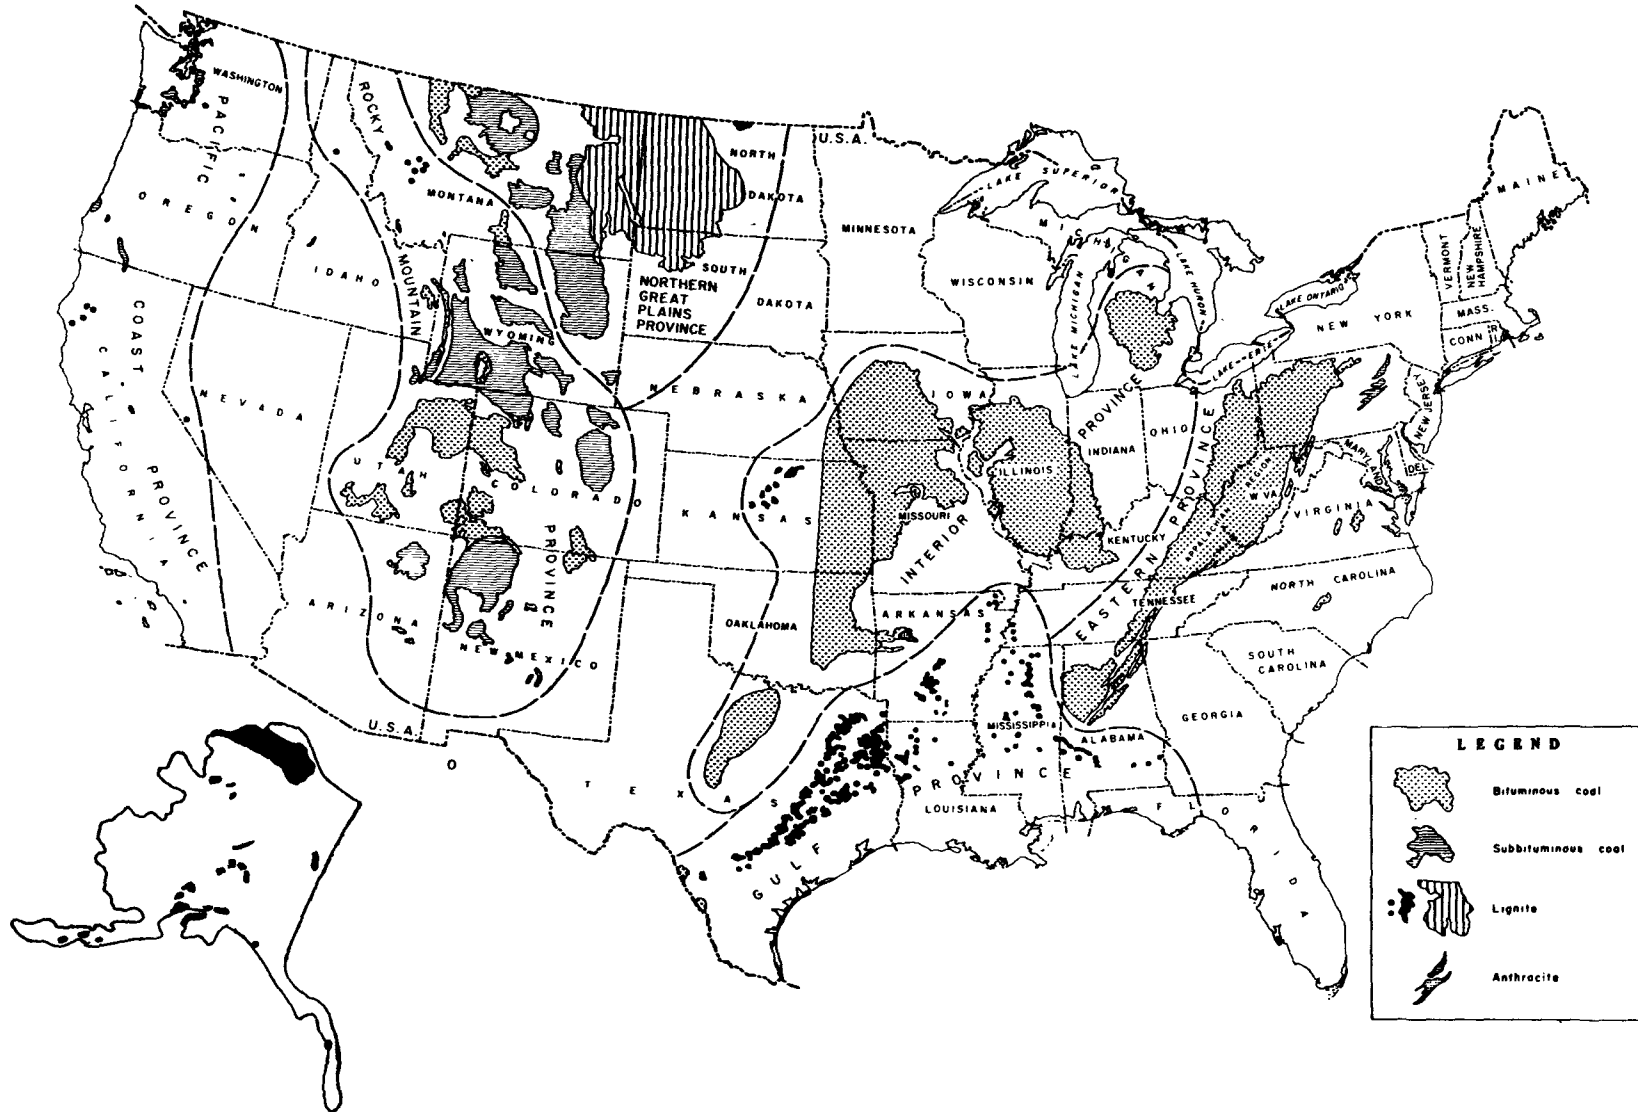 WASHINGTON
PACIFIC
COAST
PROVINCE
OREGON
CALIFORNIA
NEVADA
IDAHO
ROCKY
MOUNTAIN
PROVINCE
MONTANA
WYOMING
UTAH
COLORADO
ARIZONA
NEW MEXICO
U.S.A.
NORTH
DAKOTA
SOUTH
DAKOTA
NORTHERN
GREAT
PLAINS
PROVINCE
NEBRASKA
KANSAS
OAKLAHOMA
TEXAS
U.S.A.
MINNESOTA
WISCONSIN
IOWA
MISSOURI
ARKANSAS
LOUISIANA
MISSISSIPPI
ALABAMA
GULF
PROVINCE
INTERIOR
PROVINCE
ILLINOIS
INDIANA
OHIO
KENTUCKY
TENNESSEE
LAKE SUPERIOR
MICHIGAN
LAKE MICHIGAN
LAKE HURON
LAKE ERIE
LAKE ONTARIO
EASTERN PROVINCE
APPALACHIAN REGION
W VA.
VIRGINIA
MARYLAND
DEL.
NEW JERSEY
NEW YORK
CONN
R.I.
MASS.
VERMONT
NEW
HAMPSHIRE
MAINE
NORTH CAROLINA
SOUTH
CAROLINA
GEORGIA
FLORIDA
O
LEGEND
Bituminous coal
Subbituminous coal
Lignite
Anthracite